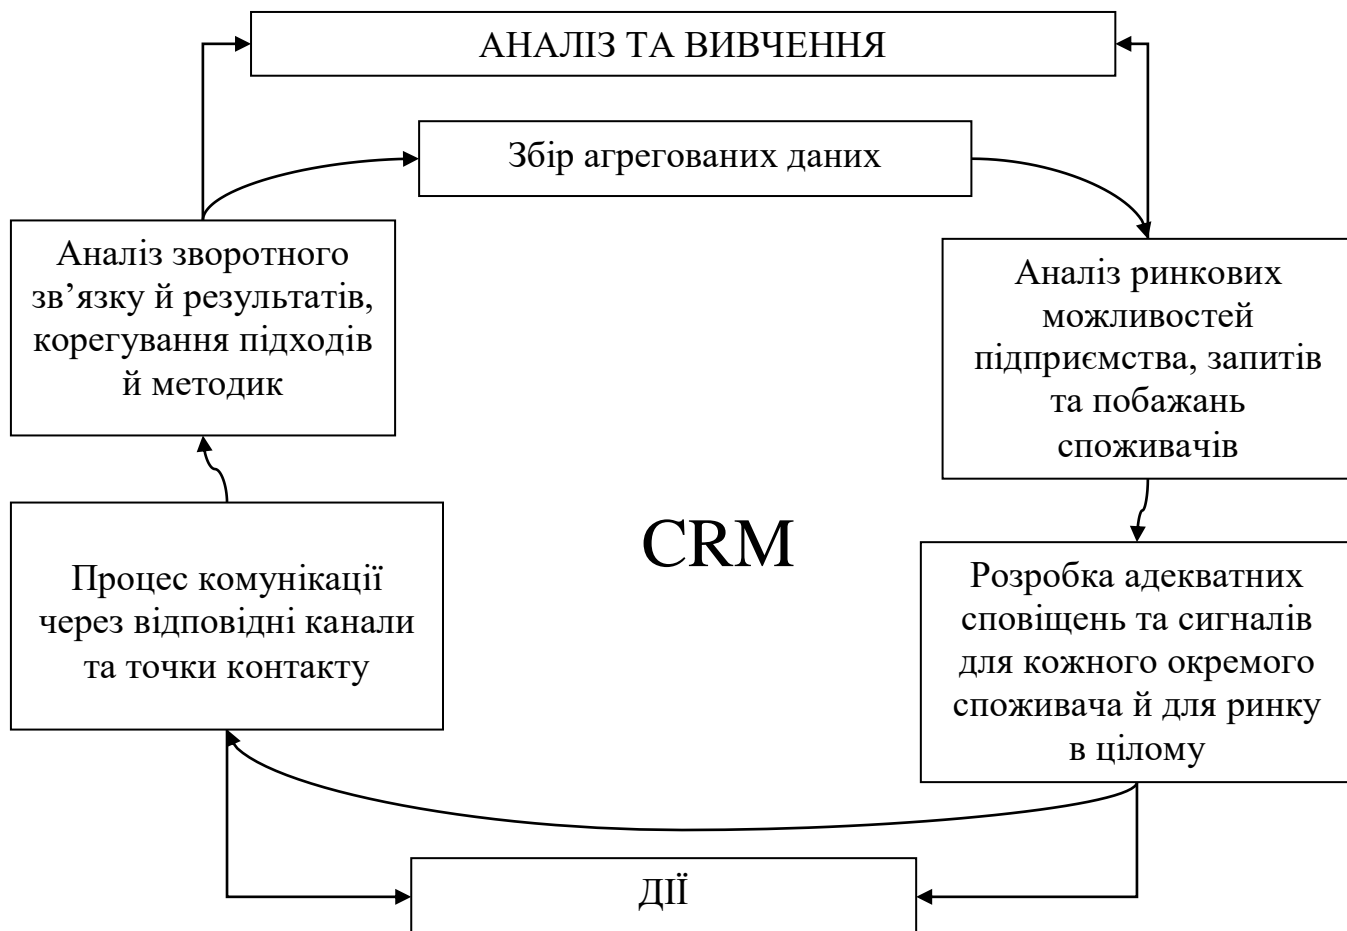 АНАЛІЗ ТА ВИВЧЕННЯ
Збір агрегованих даних
Аналіз зворотного
зв’язку й результатів,
корегування підходів
й методик
Аналіз ринкових
можливостей
підприємства, запитів
та побажань
споживачів
CRM
Процес комунікації
через відповідні канали
та точки контакту
Розробка адекватних
сповіщень та сигналів
для кожного окремого
споживача й для ринку
в цілому
ДІЇ